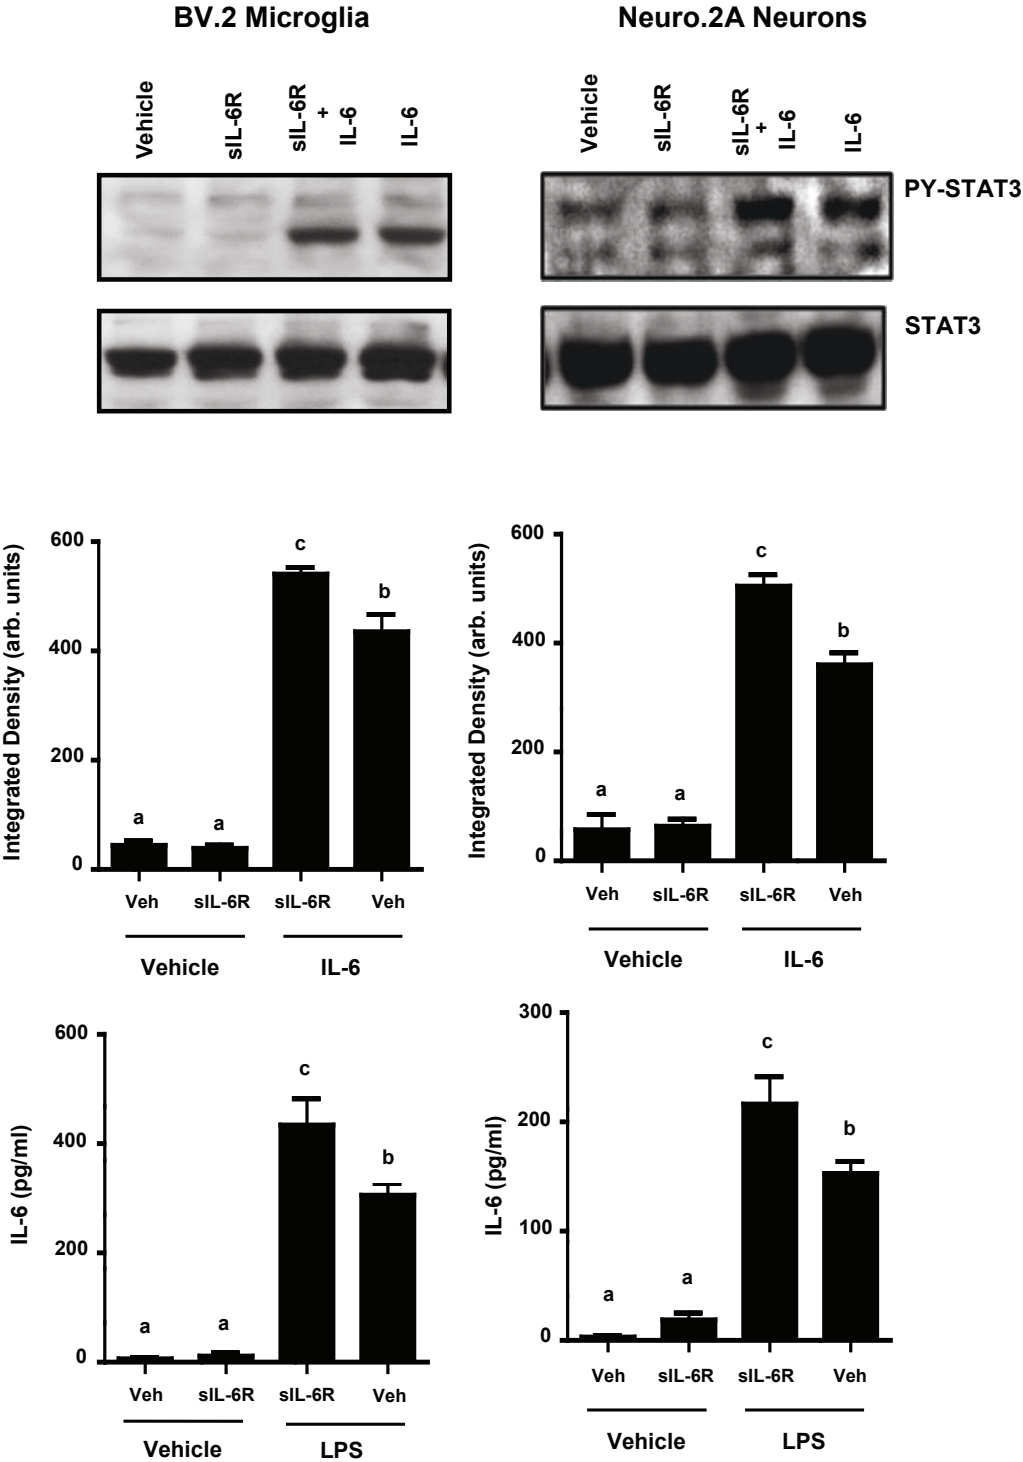 BV.2 Microglia
Neuro.2A Neurons
Vehicle
sIL-6R
sIL-6R
+
IL-6
IL-6
Vehicle
sIL-6R
sIL-6R
+
IL-6
IL-6
PY-STAT3
STAT3
Integrated Density (arb. units)
600
400
200
0
a
a
c
b
Veh
sIL-6R
sIL-6R
Veh
Vehicle
IL-6
Integrated Density (arb. units)
600
400
200
0
a
a
c
b
Veh
sIL-6R
sIL-6R
Veh
Vehicle
IL-6
IL-6 (pg/ml)
600
400
200
0
a
a
c
b
Veh
sIL-6R
sIL-6R
Veh
Vehicle
LPS
IL-6 (pg/ml)
300
200
100
0
a
a
c
b
Veh
sIL-6R
sIL-6R
Veh
Vehicle
LPS